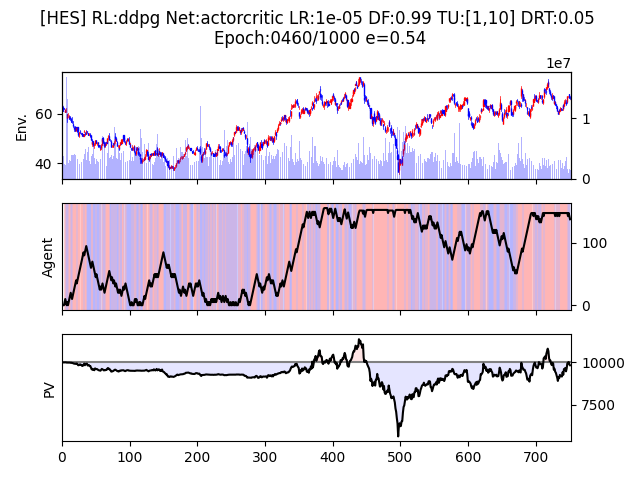 [HES] RL:ddpg Net:actorcritic LR:1e-05 DF:0.99 TU:[1,10] DRT:0.05
Epoch:0460/1000 e=0.54
1e7
Env.
60
40
1
0
Agent
100
0
PV
10000
7500
0 100 200 300 400 500 600 700